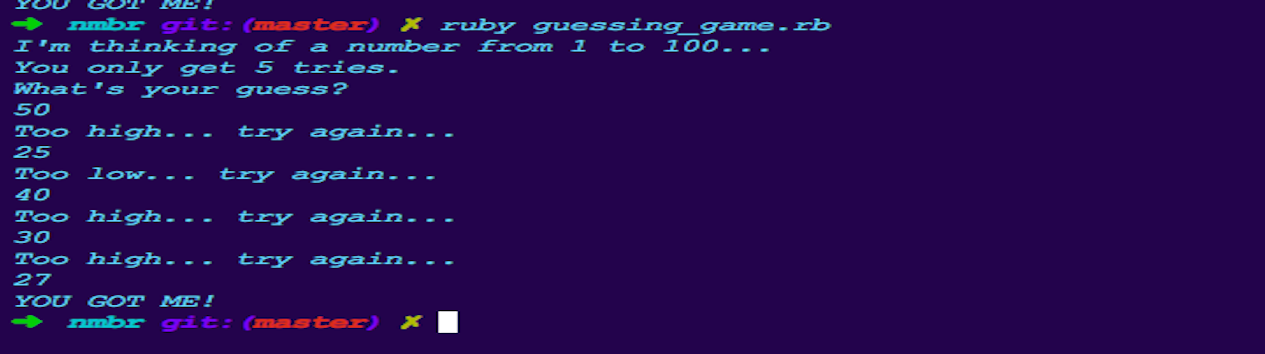 YOU GOT ME!
➜ nmbr git:(master) ✗ ruby guessing_game.rb
I'm thinking of a number from 1 to 100...
You only get 5 tries.
What's your guess?
50
Too high... try again...
25
Too low... try again...
40
Too high... try again...
30
Too high... try again...
27
YOU GOT ME!
➜ nmbr git:(master) ✗